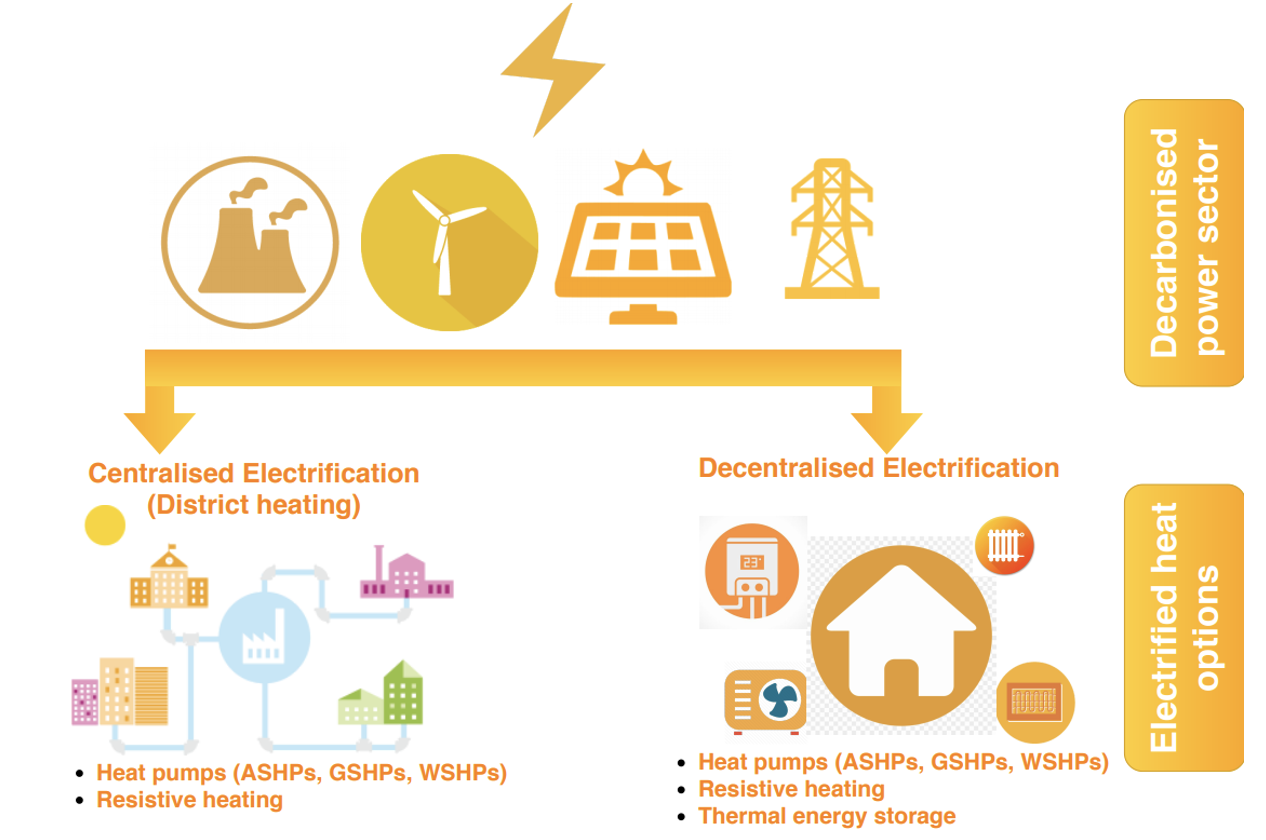 Decarbonised
power sector
Centralised Electrification
(District heating)
Decentralised Electrification
23°
Electrified heat
options
• Heat pumps (ASHPs, GSHPs, WSHPs)
• Resistive heating
• Heat pumps (ASHPs, GSHPs, WSHPs)
• Resistive heating
• Thermal energy storage